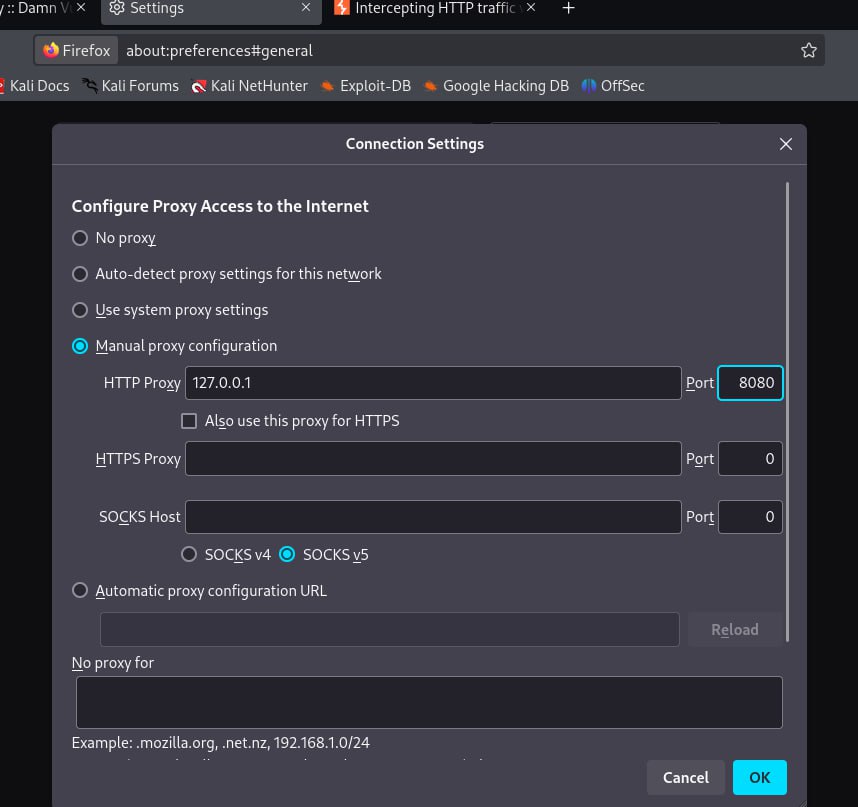 y :: Damn V
Settings
Intercepting HTTP traffic
Firefox
about:preferences#general
Kali Docs
Kali Forums
Kali NetHunter
Exploit-DB
Google Hacking DB
OffSec
Connection Settings
Configure Proxy Access to the Internet
No proxy
Auto-detect proxy settings for this network
Use system proxy settings
Manual proxy configuration
HTTP Proxy 127.0.0.1 Port 8080
Also use this proxy for HTTPS
HTTPS Proxy Port 0
SOCKS Host Port 0
SOCKS v4 SOCKS v5
Automatic proxy configuration URL
Reload
No proxy for
Example: .mozilla.org, .net.nz, 192.168.1.0/24
Cancel OK